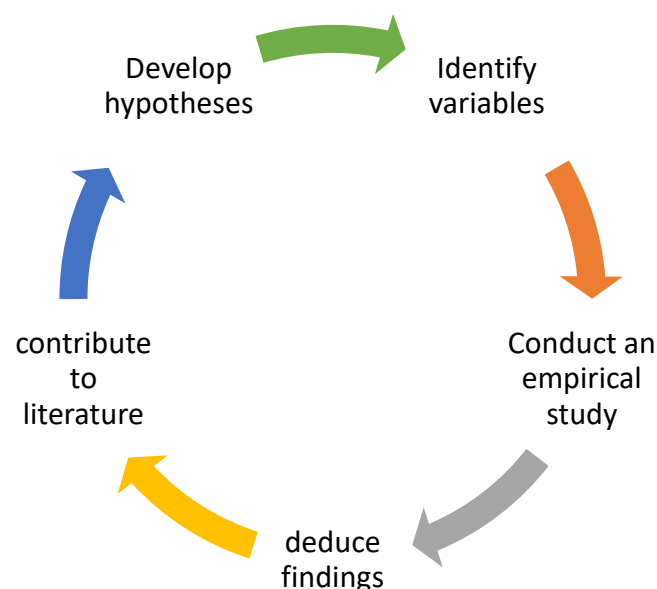 Develop
hypotheses
Identify
variables
Conduct an
empirical
study
deduce
findings
contribute
to
literature